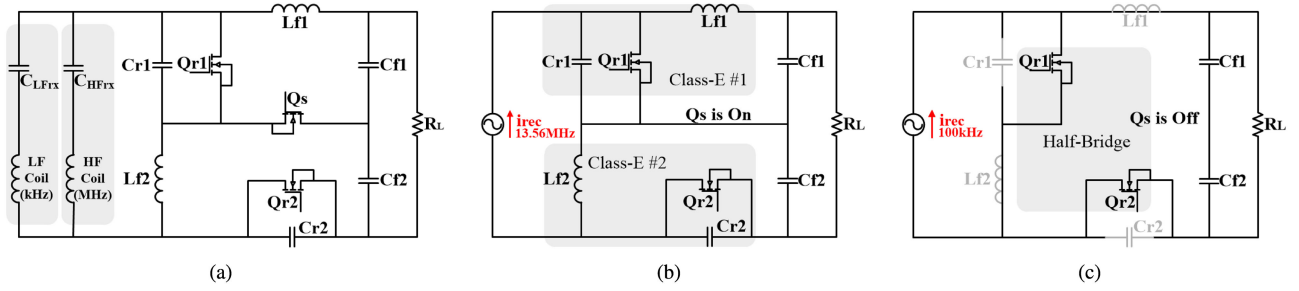 Lf1
CLFrx
CHFrx
Cr1
Qr1
Cf1
Qs
RL
LF
Coil
(kHz)
HF
Coil
(MHz)
Lf2
Qr2
Cf2
Cr2
(a)
Lf1
Cr1
Qr1
Class-E #1
Cf1
irec
13.56MHz
Qs is On
RL
Class-E #2
Lf2
Qr2
Cf2
Cr2
(b)
Lf1
Cr1
Qr1
Cf1
irec
100kHz
Qs is Off
RL
Half-Bridge
Lf2
Qr2
Cf2
Cr2
(c)